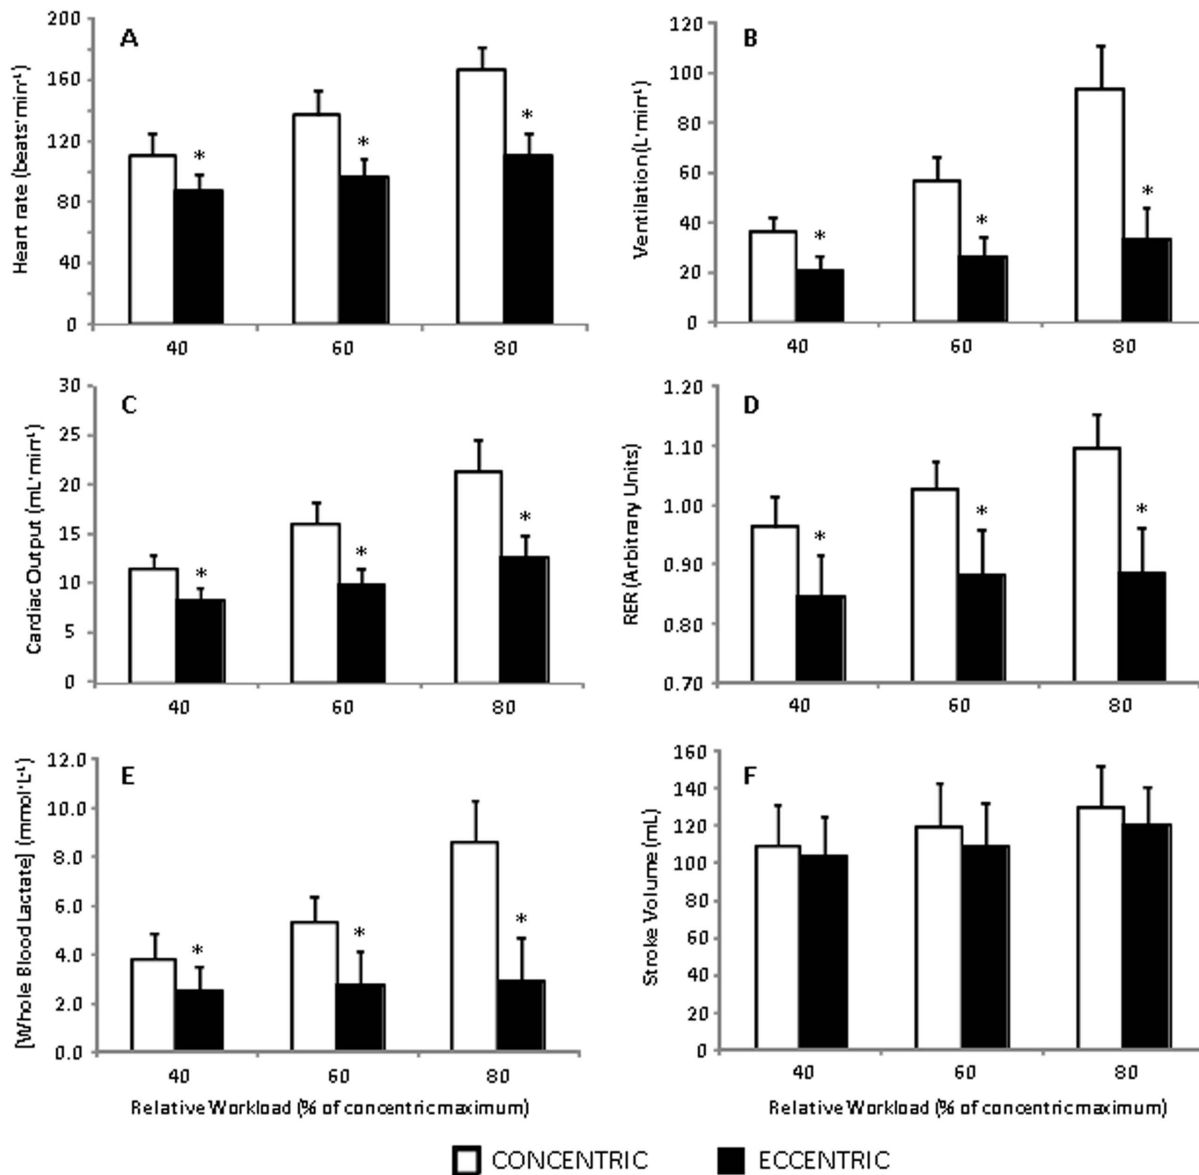 A
Heart rate (beats·min⁻¹)
200
160
120
80
40
0
* * *
40 60 80
B
Ventilation(L·min⁻¹)
120
100
80
60
40
20
0
* * *
40 60 80
C
Cardiac Output (mL·min⁻¹)
30
25
20
15
10
5
0
* * *
40 60 80
D
RER (Arbitrary Units)
1.20
1.10
1.00
0.90
0.80
0.70
* * *
40 60 80
E
[Whole Blood Lactate] (mmol·L⁻¹)
12.0
10.0
8.0
6.0
4.0
2.0
0.0
* * *
40 60 80
Relative Workload (% of concentric maximum)
F
Stroke Volume (mL)
160
140
120
100
80
60
40
20
0
40 60 80
Relative Workload (% of concentric maximum)
CONCENTRIC ECCENTRIC